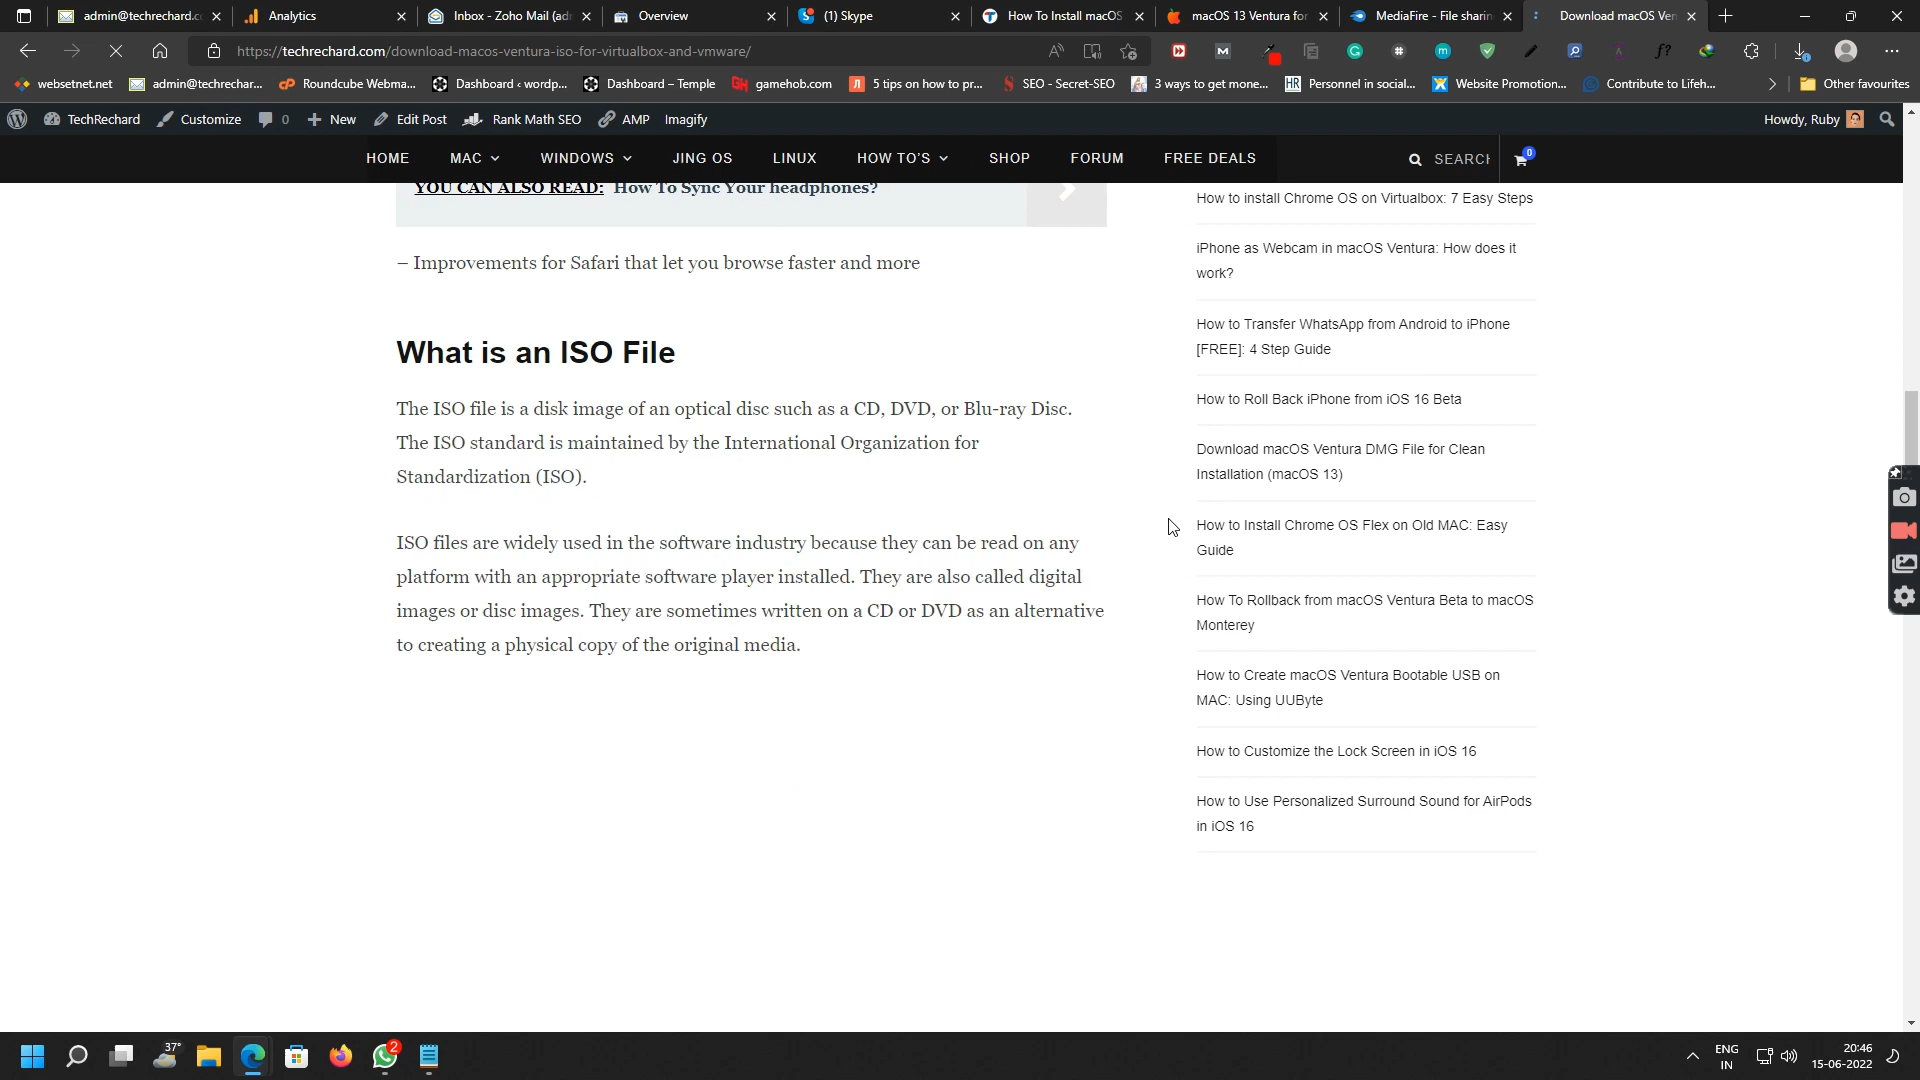 admin@techrechard.c
Analytics
Inbox - Zoho Mail (adm
Overview
(1) Skype
How To Install macOS
macOS 13 Ventura for
MediaFire - File sharin
Download macOS Ven
https://techrechard.com/download-macos-ventura-iso-for-virtualbox-and-vmware/
websetnet.net
admin@techrechar...
Roundcube Webma...
Dashboard ‹ wordp...
Dashboard – Temple
gamehob.com
5 tips on how to pr...
SEO - Secret-SEO
3 ways to get mone...
HR Personnel in social...
Website Promotion...
Contribute to Lifeh...
Other favourites
TechRechard
Customize
0
New
Edit Post
Rank Math SEO
AMP
Imagify
Howdy, Ruby
HOME
MAC
WINDOWS
JING OS
LINUX
HOW TO'S
SHOP
FORUM
FREE DEALS
SEARCH
0
YOU CAN ALSO READ: How To Sync Your headphones?
– Improvements for Safari that let you browse faster and more
What is an ISO File
The ISO file is a disk image of an optical disc such as a CD, DVD, or Blu-ray Disc.
The ISO standard is maintained by the International Organization for
Standardization (ISO).
ISO files are widely used in the software industry because they can be read on any
platform with an appropriate software player installed. They are also called digital
images or disc images. They are sometimes written on a CD or DVD as an alternative
to creating a physical copy of the original media.
How to install Chrome OS on Virtualbox: 7 Easy Steps
iPhone as Webcam in macOS Ventura: How does it
work?
How to Transfer WhatsApp from Android to iPhone
[FREE]: 4 Step Guide
How to Roll Back iPhone from iOS 16 Beta
Download macOS Ventura DMG File for Clean
Installation (macOS 13)
How to Install Chrome OS Flex on Old MAC: Easy
Guide
How To Rollback from macOS Ventura Beta to macOS
Monterey
How to Create macOS Ventura Bootable USB on
MAC: Using UUByte
How to Customize the Lock Screen in iOS 16
How to Use Personalized Surround Sound for AirPods
in iOS 16
37°
2
ENG
IN
20:46
15-06-2022